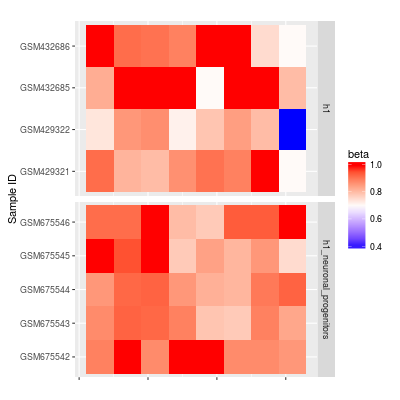 GSM432686
GSM432685
GSM429322
GSM429321
h1
GSM675546
GSM675545
GSM675544
GSM675543
GSM675542
h1_neuronal_progenitors
Sample ID
beta
1.0
0.8
0.6
0.4